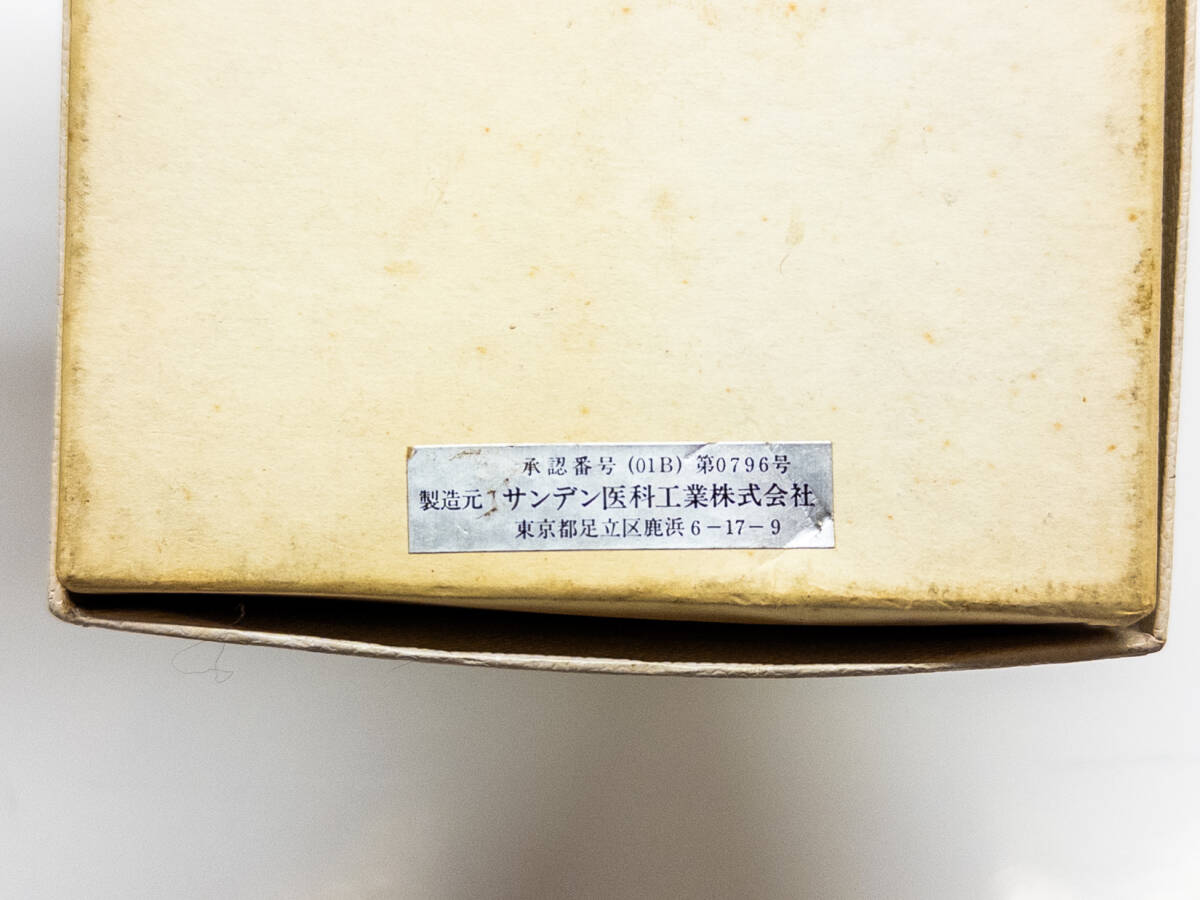 承認番号 (01B) 第0796号
製造元 サンデン医科工業株式会社
東京都足立区鹿浜6-17-9